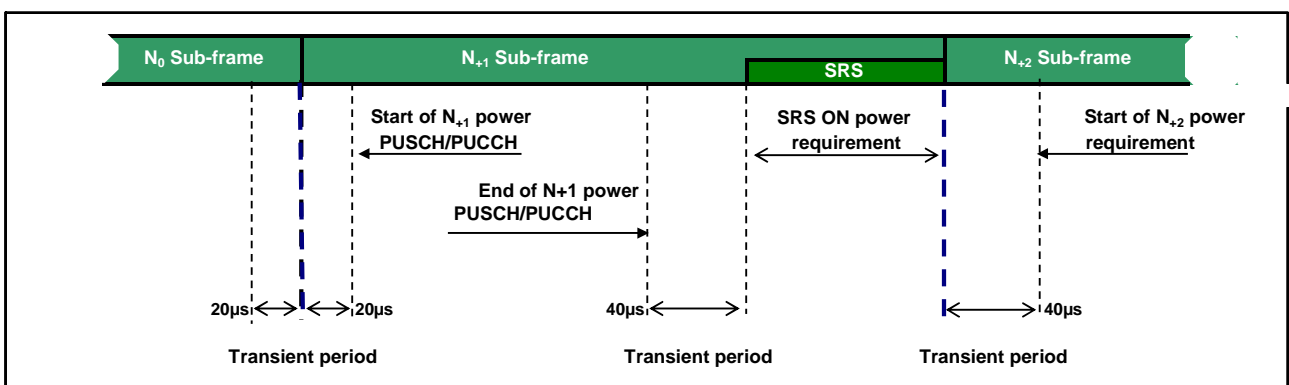 N₀ Sub-frame
N₊₁ Sub-frame
SRS
N₊₂ Sub-frame
Start of N₊₁ power
PUSCH/PUCCH
SRS ON power
requirement
Start of N₊₂ power
requirement
End of N+1 power
PUSCH/PUCCH
20µs
20µs
40µs
40µs
Transient period
Transient period
Transient period